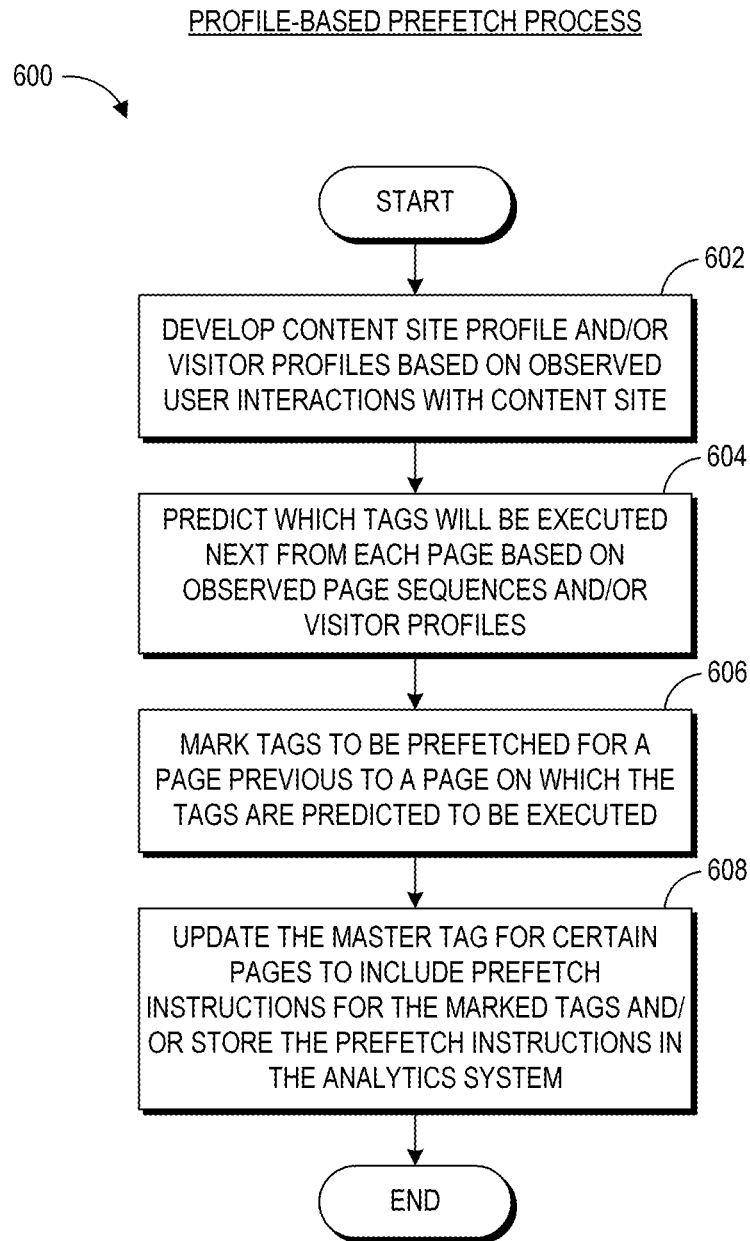 PROFILE-BASED PREFETCH PROCESS
600
START
602
DEVELOP CONTENT SITE PROFILE AND/OR
VISITOR PROFILES BASED ON OBSERVED
USER INTERACTIONS WITH CONTENT SITE
604
PREDICT WHICH TAGS WILL BE EXECUTED
NEXT FROM EACH PAGE BASED ON
OBSERVED PAGE SEQUENCES AND/OR
VISITOR PROFILES
606
MARK TAGS TO BE PREFETCHED FOR A
PAGE PREVIOUS TO A PAGE ON WHICH THE
TAGS ARE PREDICTED TO BE EXECUTED
608
UPDATE THE MASTER TAG FOR CERTAIN
PAGES TO INCLUDE PREFETCH
INSTRUCTIONS FOR THE MARKED TAGS AND/
OR STORE THE PREFETCH INSTRUCTIONS IN
THE ANALYTICS SYSTEM
END